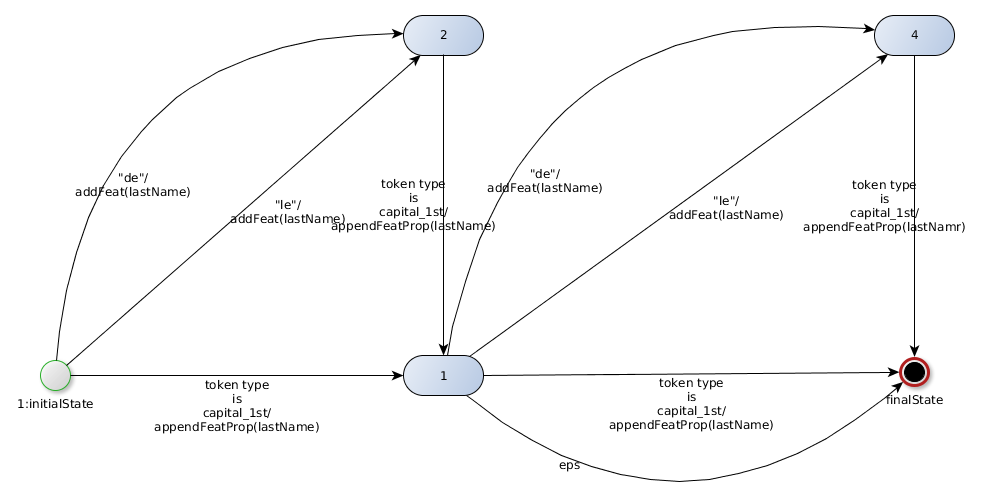 2
4
"de"/
addFeat(lastName)
"le"/
addFeat(lastName)
token type
is
capital_1st/
appendFeatProp(lastName)
"de"/
addFeat(lastName)
"le"/
addFeat(lastName)
token type
is
capital_1st/
appendFeatProp(lastNamr)
1:initialState
token type
is
capital_1st/
appendFeatProp(lastName)
1
token type
is
capital_1st/
appendFeatProp(lastName)
finalState
eps